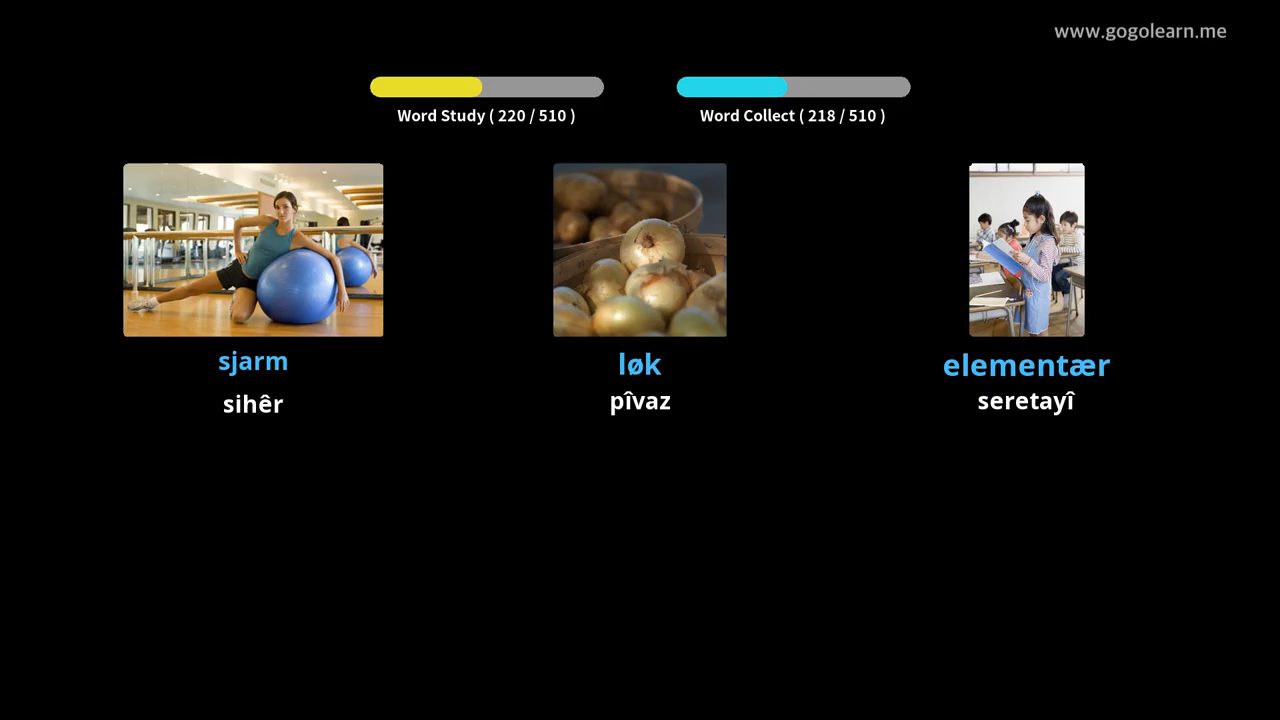 www.gogolearn.me
Word Study ( 220 / 510 )
Word Collect ( 218 / 510 )
sjarm
løk
elementær
sihêr
pîvaz
seretayî